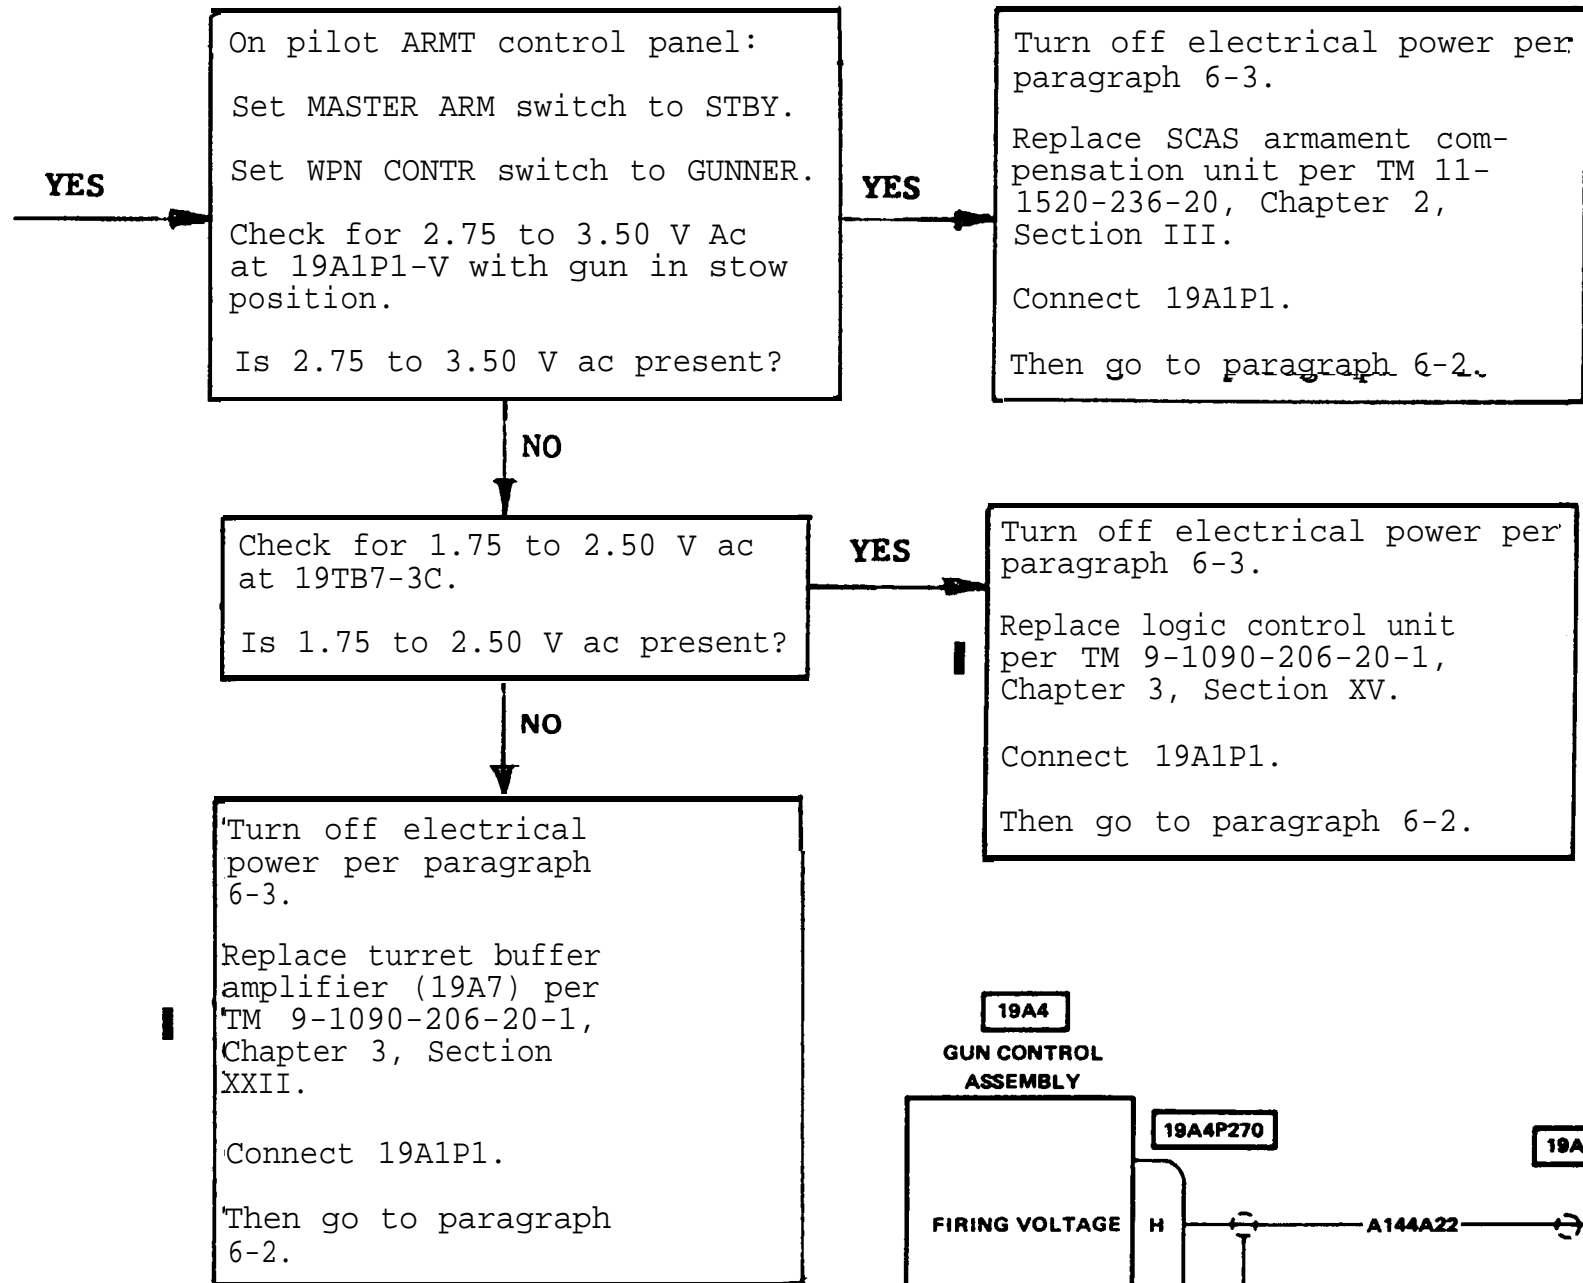 YES
On pilot ARMT control panel:
Set MASTER ARM switch to STBY.
Set WPN CONTR switch to GUNNER.
Check for 2.75 to 3.50 V Ac
at 19A1P1-V with gun in stow
position.
Is 2.75 to 3.50 V ac present?
YES
Turn off electrical power per
paragraph 6-3.
Replace SCAS armament com-
pensation unit per TM 11-
1520-236-20, Chapter 2,
Section III.
Connect 19A1P1.
Then go to paragraph 6-2.
NO
Check for 1.75 to 2.50 V ac
at 19TB7-3C.
Is 1.75 to 2.50 V ac present?
YES
Turn off electrical power per
paragraph 6-3.
Replace logic control unit
per TM 9-1090-206-20-1,
Chapter 3, Section XV.
Connect 19A1P1.
Then go to paragraph 6-2.
NO
Turn off electrical
power per paragraph
6-3.
Replace turret buffer
amplifier (19A7) per
TM 9-1090-206-20-1,
Chapter 3, Section
XXII.
Connect 19A1P1.
Then go to paragraph
6-2.
19A4
GUN CONTROL
ASSEMBLY
19A4P270
19A
FIRING VOLTAGE
H
A144A22